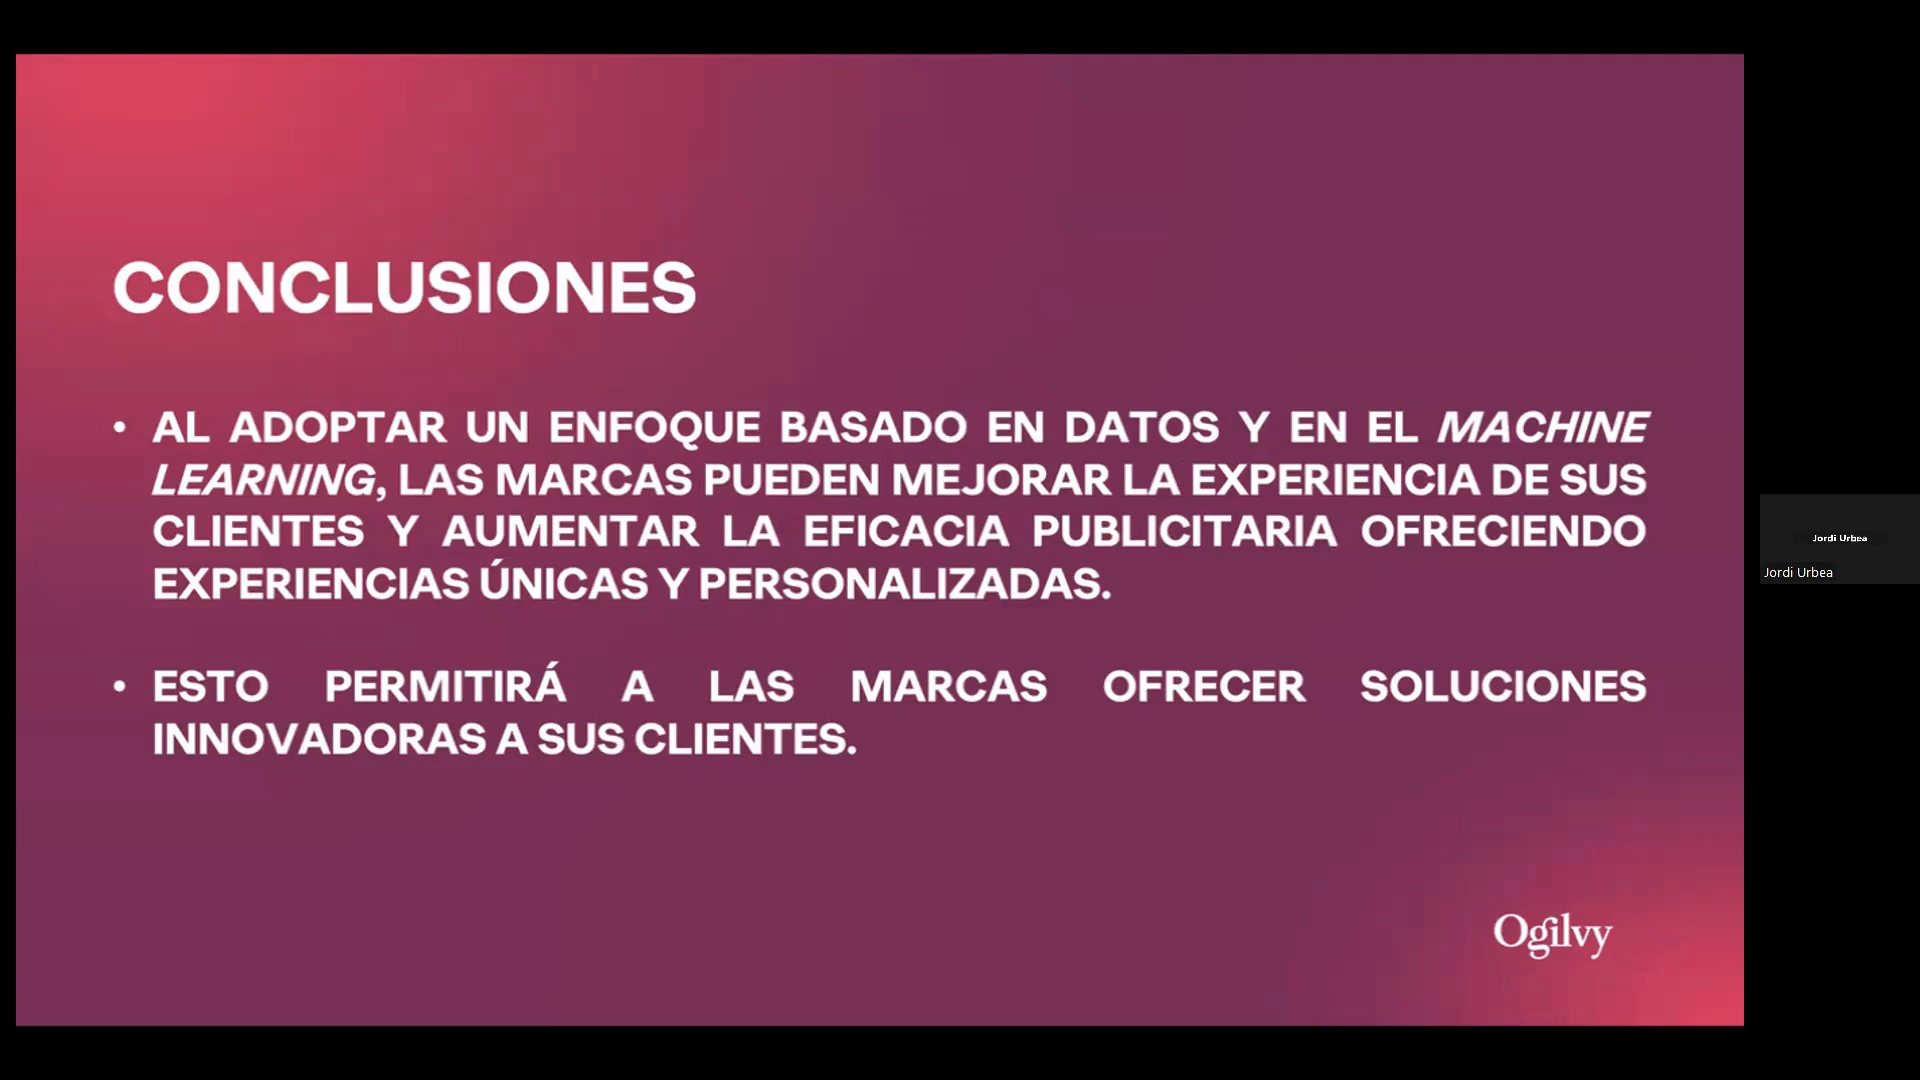 CONCLUSIONES
• AL ADOPTAR UN ENFOQUE BASADO EN DATOS Y EN EL MACHINE
LEARNING, LAS MARCAS PUEDEN MEJORAR LA EXPERIENCIA DE SUS
CLIENTES Y AUMENTAR LA EFICACIA PUBLICITARIA OFRECIENDO
EXPERIENCIAS ÚNICAS Y PERSONALIZADAS.
• ESTO PERMITIRÁ A LAS MARCAS OFRECER SOLUCIONES
INNOVADORAS A SUS CLIENTES.
Ogilvy
Jordi Urbea
Jordi Urbea